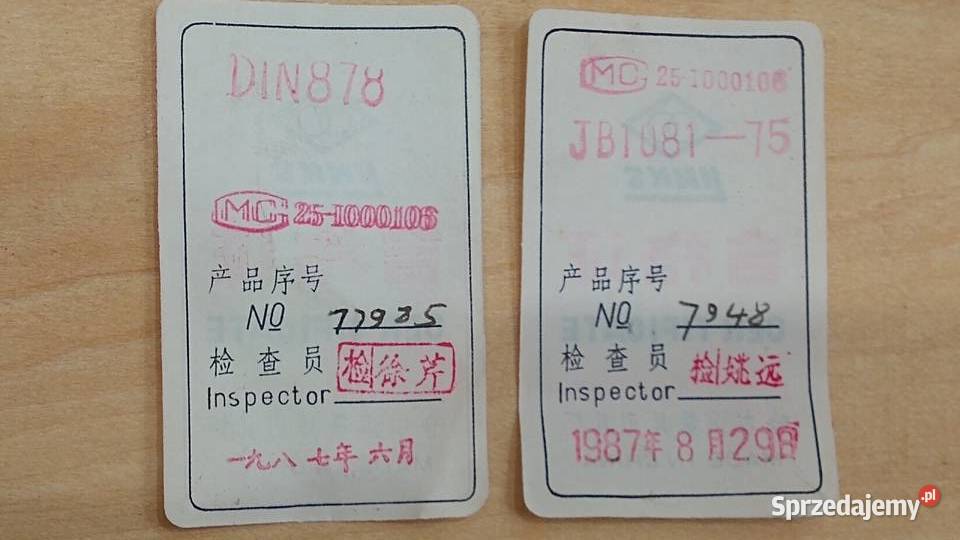 DIN878
MC 25-1000106
产品序号
NO 77985
检查员 检 徐芹
Inspector
一九八七年六月
MC 25-1000106
JB1081—75
产品序号
NO 7948
检查员 检 姚远
Inspector
1987年8月29日
Sprzedajemy.pl